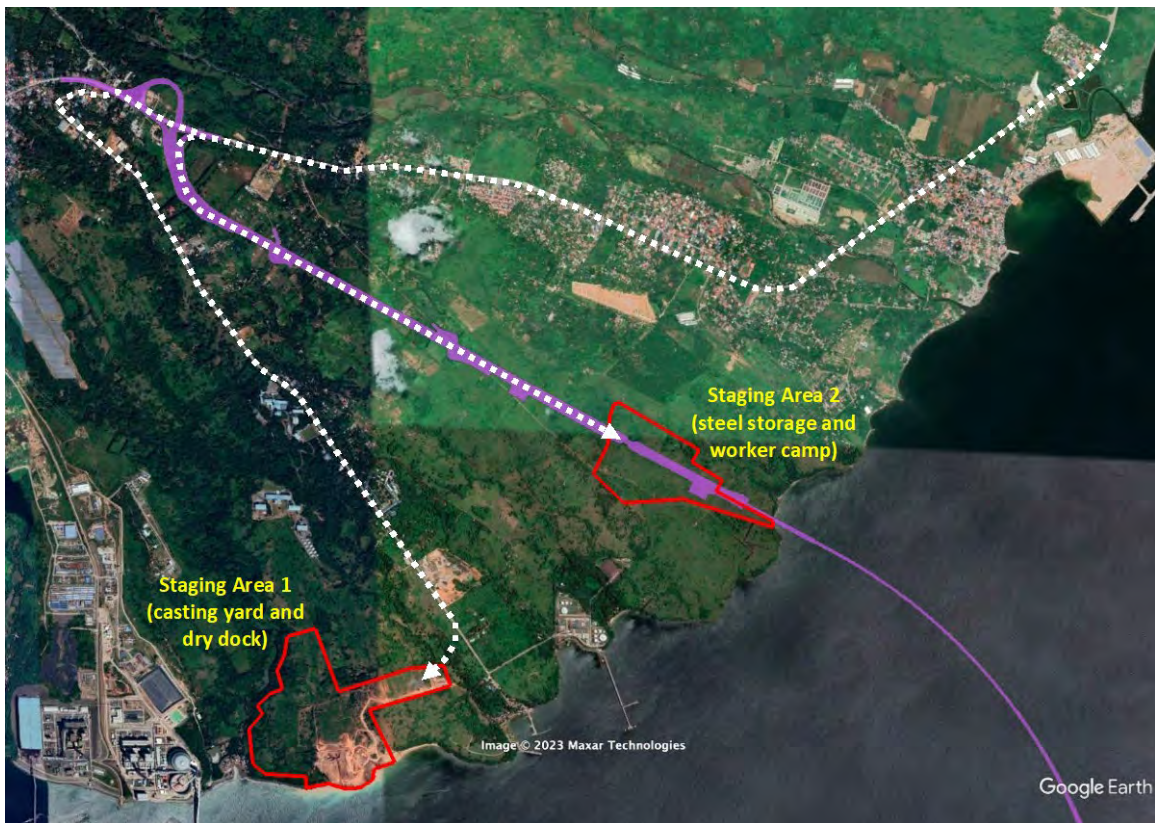 Staging Area 2
(steel storage and
worker camp)
Staging Area 1
(casting yard and
dry dock)
Image © 2023 Maxar Technologies
Google Earth